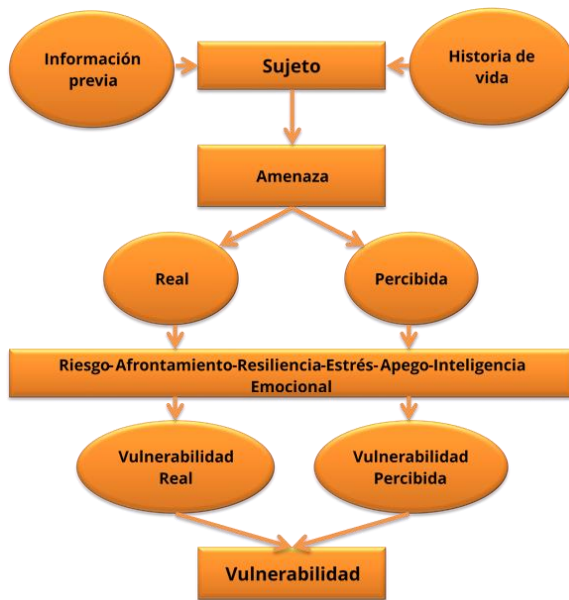 Información
previa
Sujeto
Historia de
vida
Amenaza
Real
Percibida
Riesgo-Afrontamiento-Resiliencia-Estrés-Apego-Inteligencia
Emocional
Vulnerabilidad
Real
Vulnerabilidad
Percibida
Vulnerabilidad